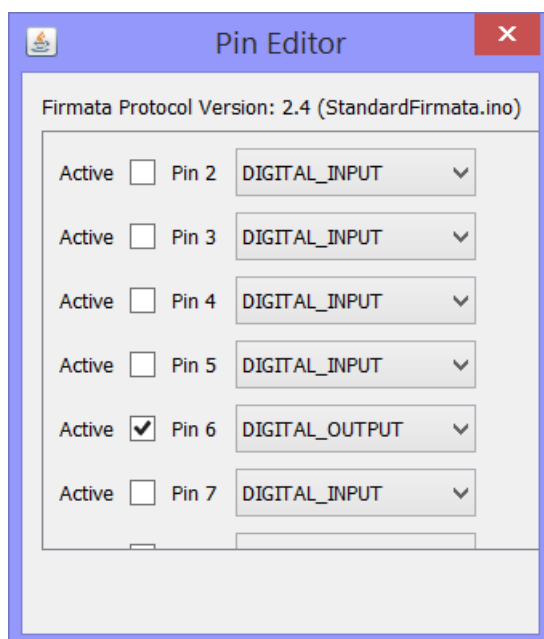 Pin Editor
Firmata Protocol Version: 2.4 (StandardFirmata.ino)
Active Pin 2 DIGITAL_INPUT
Active Pin 3 DIGITAL_INPUT
Active Pin 4 DIGITAL_INPUT
Active Pin 5 DIGITAL_INPUT
Active Pin 6 DIGITAL_OUTPUT
Active Pin 7 DIGITAL_INPUT